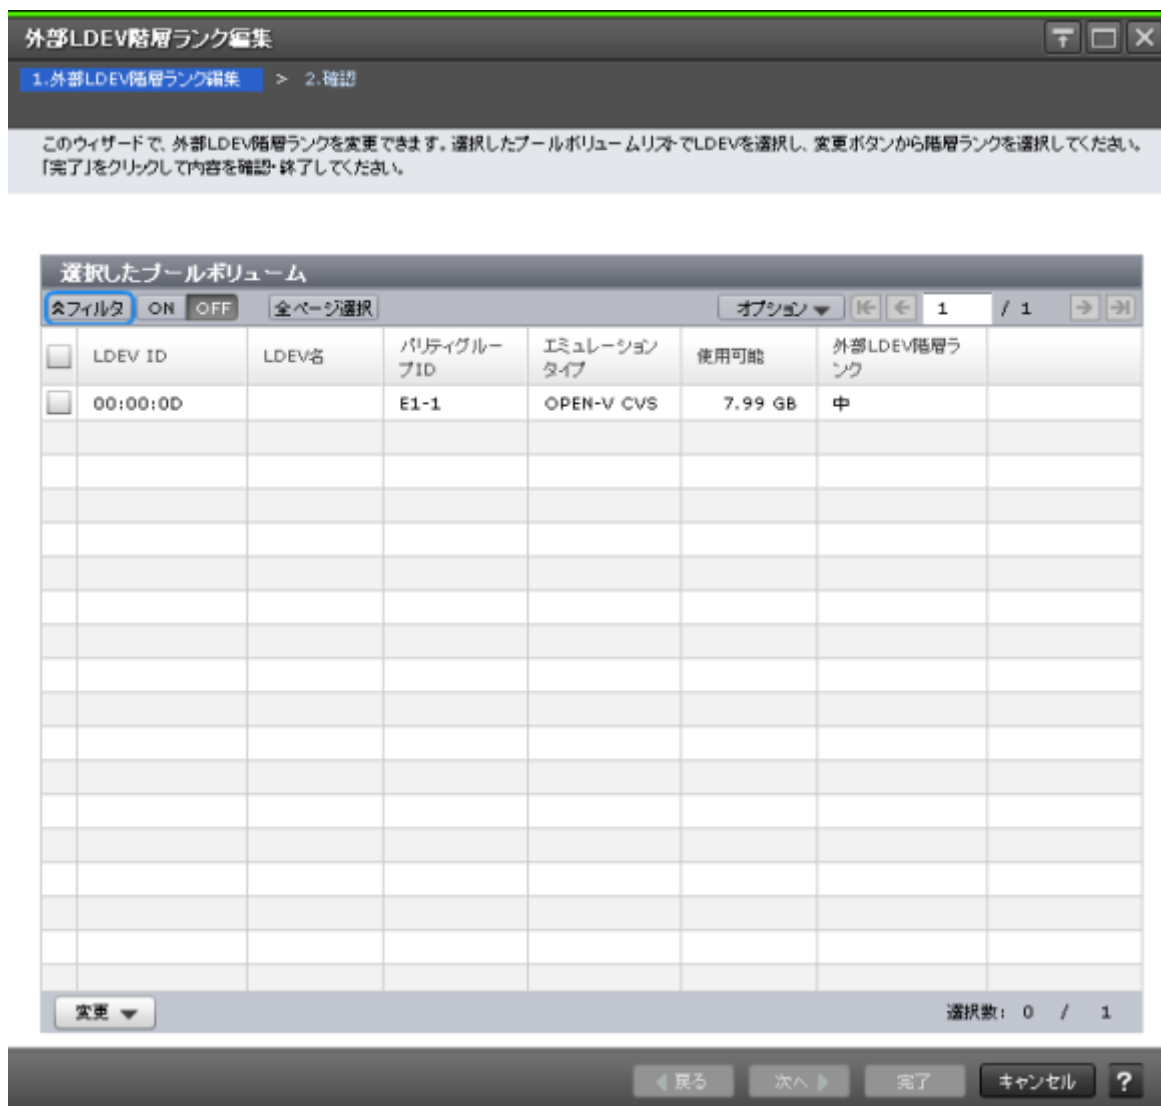 外部LDEV階層ランク編集
1.外部LDEV階層ランク編集 > 2.確認
このウィザードで、外部LDEV階層ランクを変更できます。選択したプールボリュームリストでLDEVを選択し、変更ボタンから階層ランクを選択してください。
「完了」をクリックして内容を確認・終了してください。
選択したプールボリューム
フィルタ ON OFF 全ページ選択 オプション 1 / 1
LDEV ID LDEV名 パリティグルー エミュレーション 使用可能 外部LDEV階層ラ
プID タイプ ンク
00:00:0D E1-1 OPEN-V CVS 7.99 GB 中
変更 選択数: 0 / 1
戻る 次へ 完了 キャンセル ?